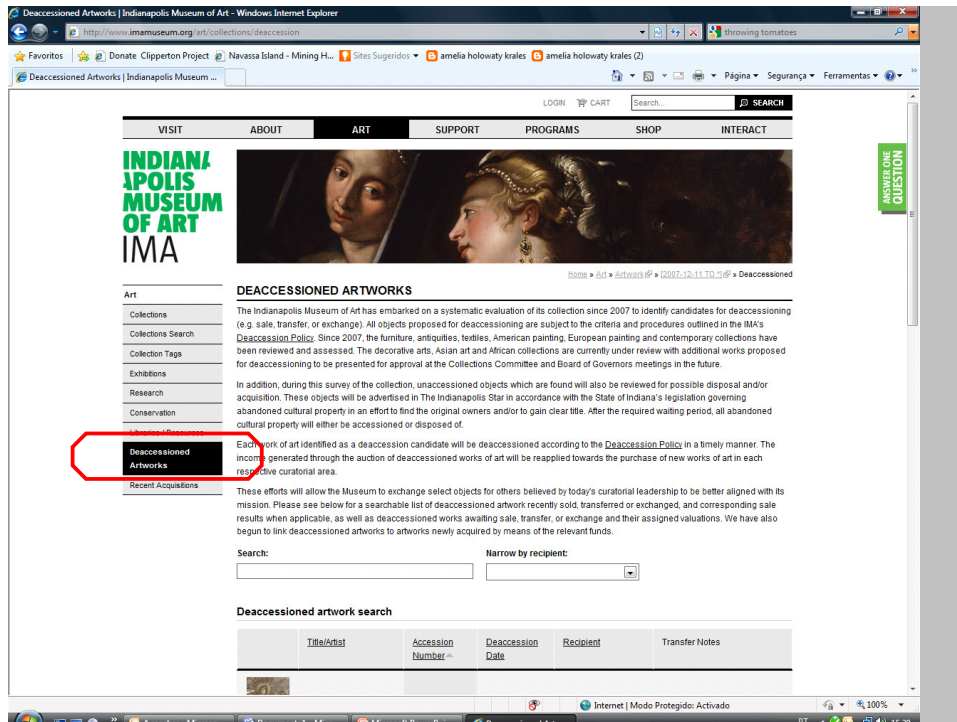 Deaccessioned Artworks | Indianapolis Museum of Art - Windows Internet Explorer
http://www.imamuseum.org/art/collections/deaccession
throwing tomatoes
Favoritos
Donate Clipperton Project
Navassa Island - Mining H...
Sites Sugeridos
amelia holowaty krales
amelia holowaty krales (2)
Deaccessioned Artworks | Indianapolis Museum ...
Página
Segurança
Ferramentas
LOGIN
CART
Search...
SEARCH
VISIT
ABOUT
ART
SUPPORT
PROGRAMS
SHOP
INTERACT
INDIANA
APOLIS
MUSEUM
OF ART
IMA
ANSWER ONE
QUESTION
Home » Art » Artwork » [2007-12-11 TO *] » Deaccessioned
Art
Collections
Collections Search
Collection Tags
Exhibitions
Research
Conservation
Libraries / Resources
Deaccessioned
Artworks
Recent Acquisitions
DEACCESSIONED ARTWORKS
The Indianapolis Museum of Art has embarked on a systematic evaluation of its collection since 2007 to identify candidates for deaccessioning
(e.g. sale, transfer, or exchange). All objects proposed for deaccessioning are subject to the criteria and procedures outlined in the IMA's
Deaccession Policy. Since 2007, the furniture, antiquities, textiles, American painting, European painting and contemporary collections have
been reviewed and assessed. The decorative arts, Asian art and African collections are currently under review with additional works proposed
for deaccessioning to be presented for approval at the Collections Committee and Board of Governors meetings in the future.
In addition, during this survey of the collection, unaccessioned objects which are found will also be reviewed for possible disposal and/or
acquisition. These objects will be advertised in The Indianapolis Star in accordance with the State of Indiana's legislation governing
abandoned cultural property in an effort to find the original owners and/or to gain clear title. After the required waiting period, all abandoned
cultural property will either be accessioned or disposed of.
Each work of art identified as a deaccession candidate will be deaccessioned according to the Deaccession Policy in a timely manner. The
income generated through the auction of deaccessioned works of art will be reapplied towards the purchase of new works of art in each
respective curatorial area.
These efforts will allow the Museum to exchange select objects for others believed by today's curatorial leadership to be better aligned with its
mission. Please see below for a searchable list of deaccessioned artwork recently sold, transferred or exchanged, and corresponding sale
results when applicable, as well as deaccessioned works awaiting sale, transfer, or exchange and their assigned valuations. We have also
begun to link deaccessioned artworks to artworks newly acquired by means of the relevant funds.
Search:
Narrow by recipient:
Deaccessioned artwork search
Title/Artist
Accession
Number
Deaccession
Date
Recipient
Transfer Notes
Internet | Modo Protegido: Activado
100%